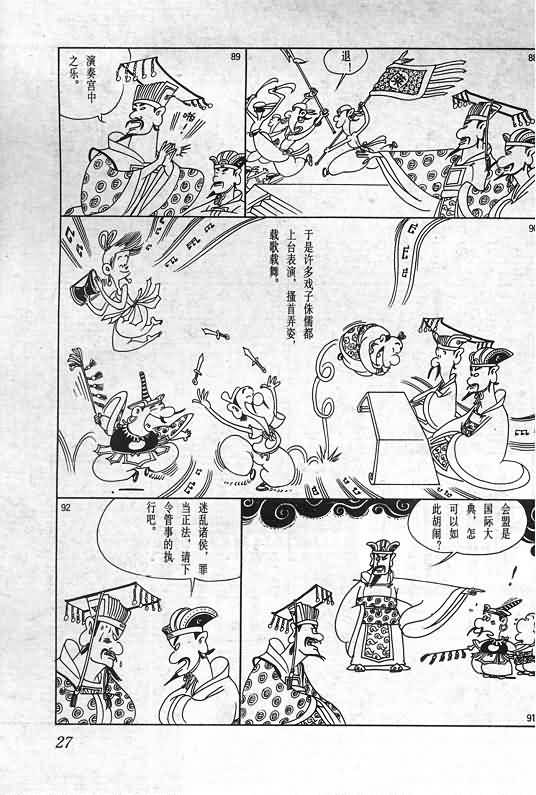 88
退！
89
演奏宫中
之乐。
90
于是许多戏子侏儒都
上台表演，搔首弄姿，
载歌载舞。
91
会盟是
国际大
典，怎
可以如
此胡闹？
92
迷乱诸侯，罪
当正法，请下
令管事的执
行吧。
27